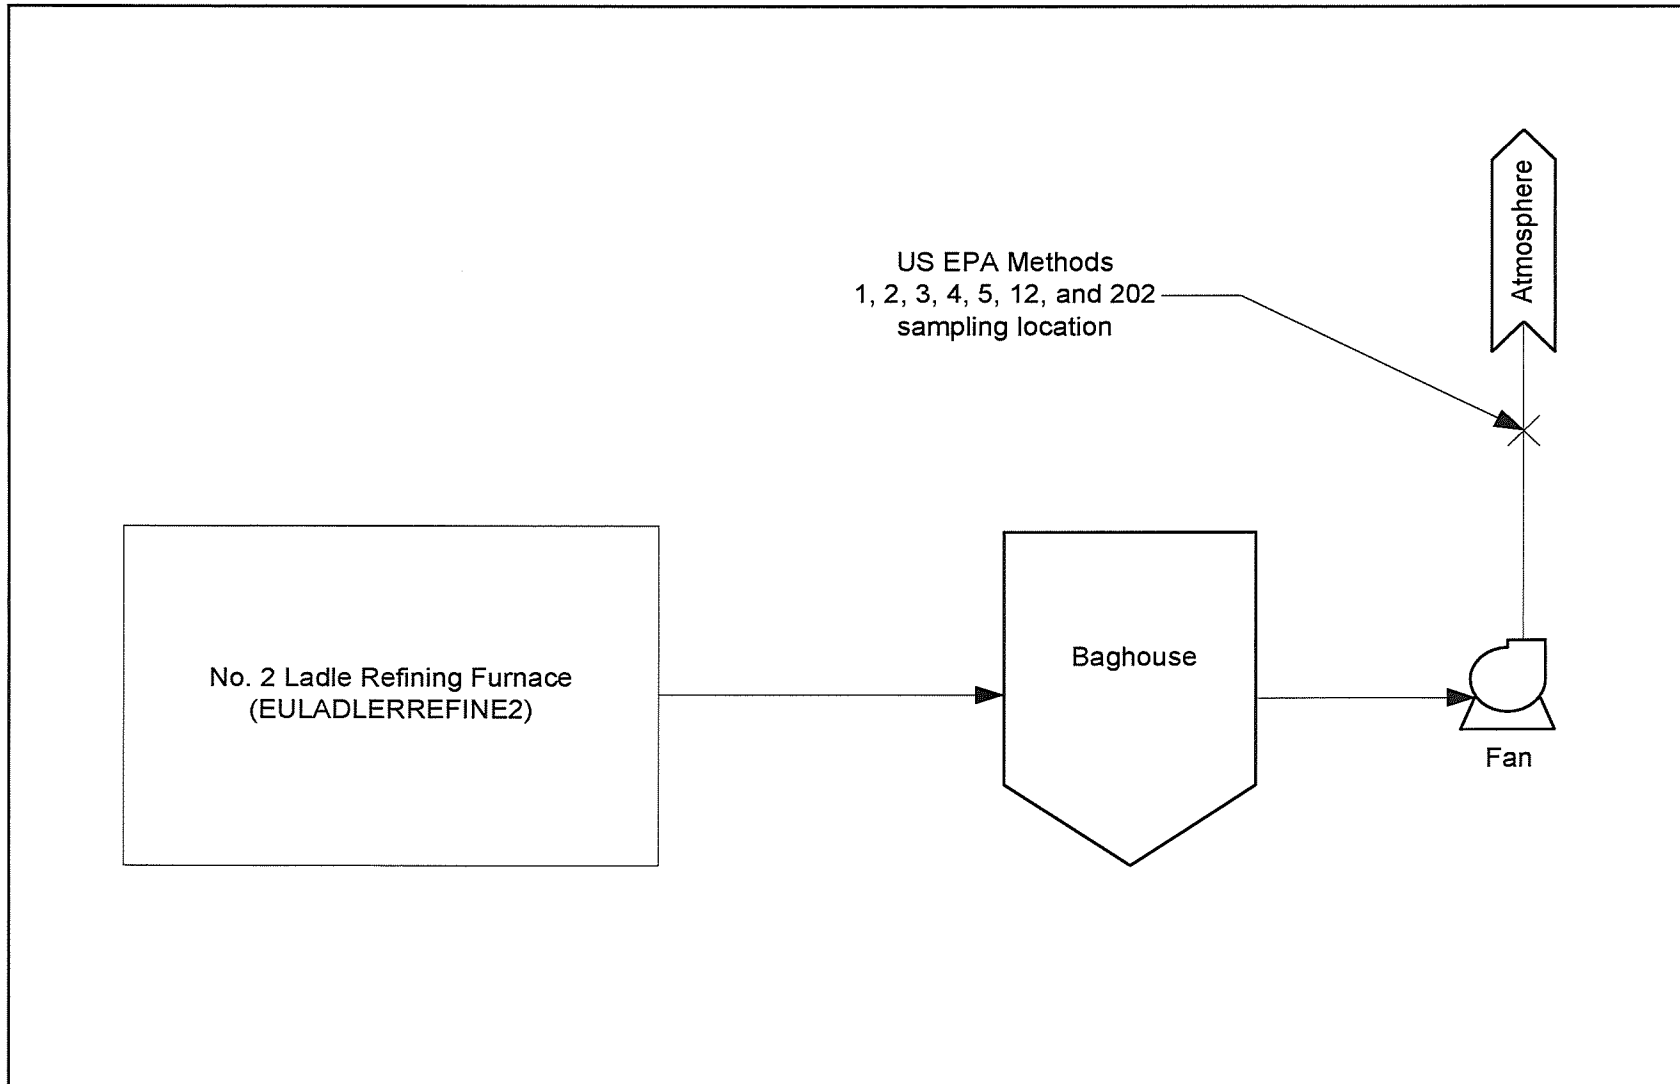 Atmosphere
US EPA Methods
1, 2, 3, 4, 5, 12, and 202
sampling location
No. 2 Ladle Refining Furnace
(EULADLERREFINE2)
Baghouse
Fan